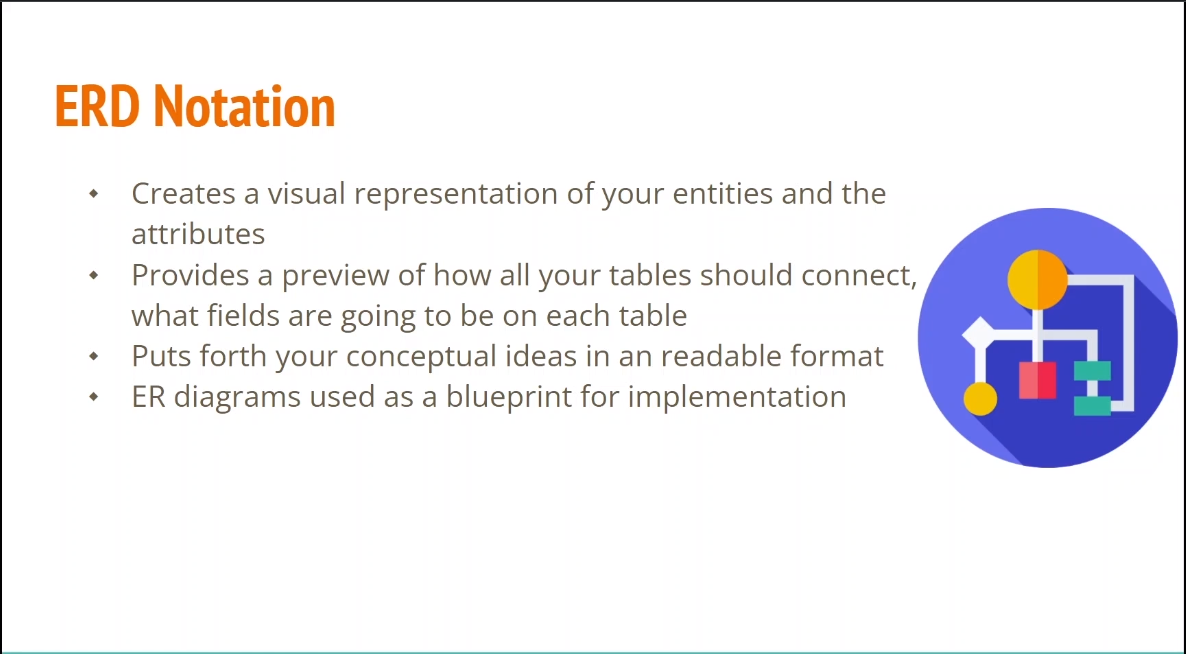 ERD Notation
Creates a visual representation of your entities and the
attributes
Provides a preview of how all your tables should connect,
what fields are going to be on each table
Puts forth your conceptual ideas in an readable format
ER diagrams used as a blueprint for implementation